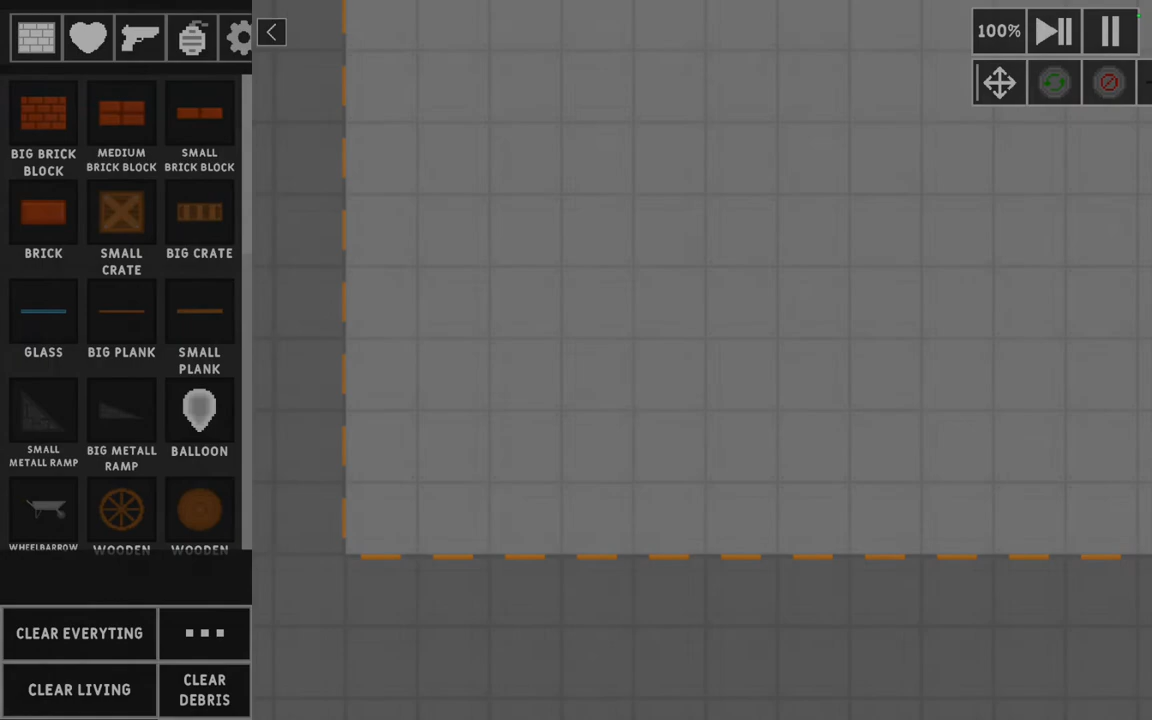 100%
BIG BRICK
BLOCK
MEDIUM
BRICK BLOCK
SMALL
BRICK BLOCK
BRICK
SMALL
CRATE
BIG CRATE
GLASS
BIG PLANK
SMALL
PLANK
SMALL
METALL RAMP
BIG METALL
RAMP
BALLOON
WHEELBARROW
WOODEN
WOODEN
CLEAR EVERYTING
CLEAR LIVING
CLEAR
DEBRIS